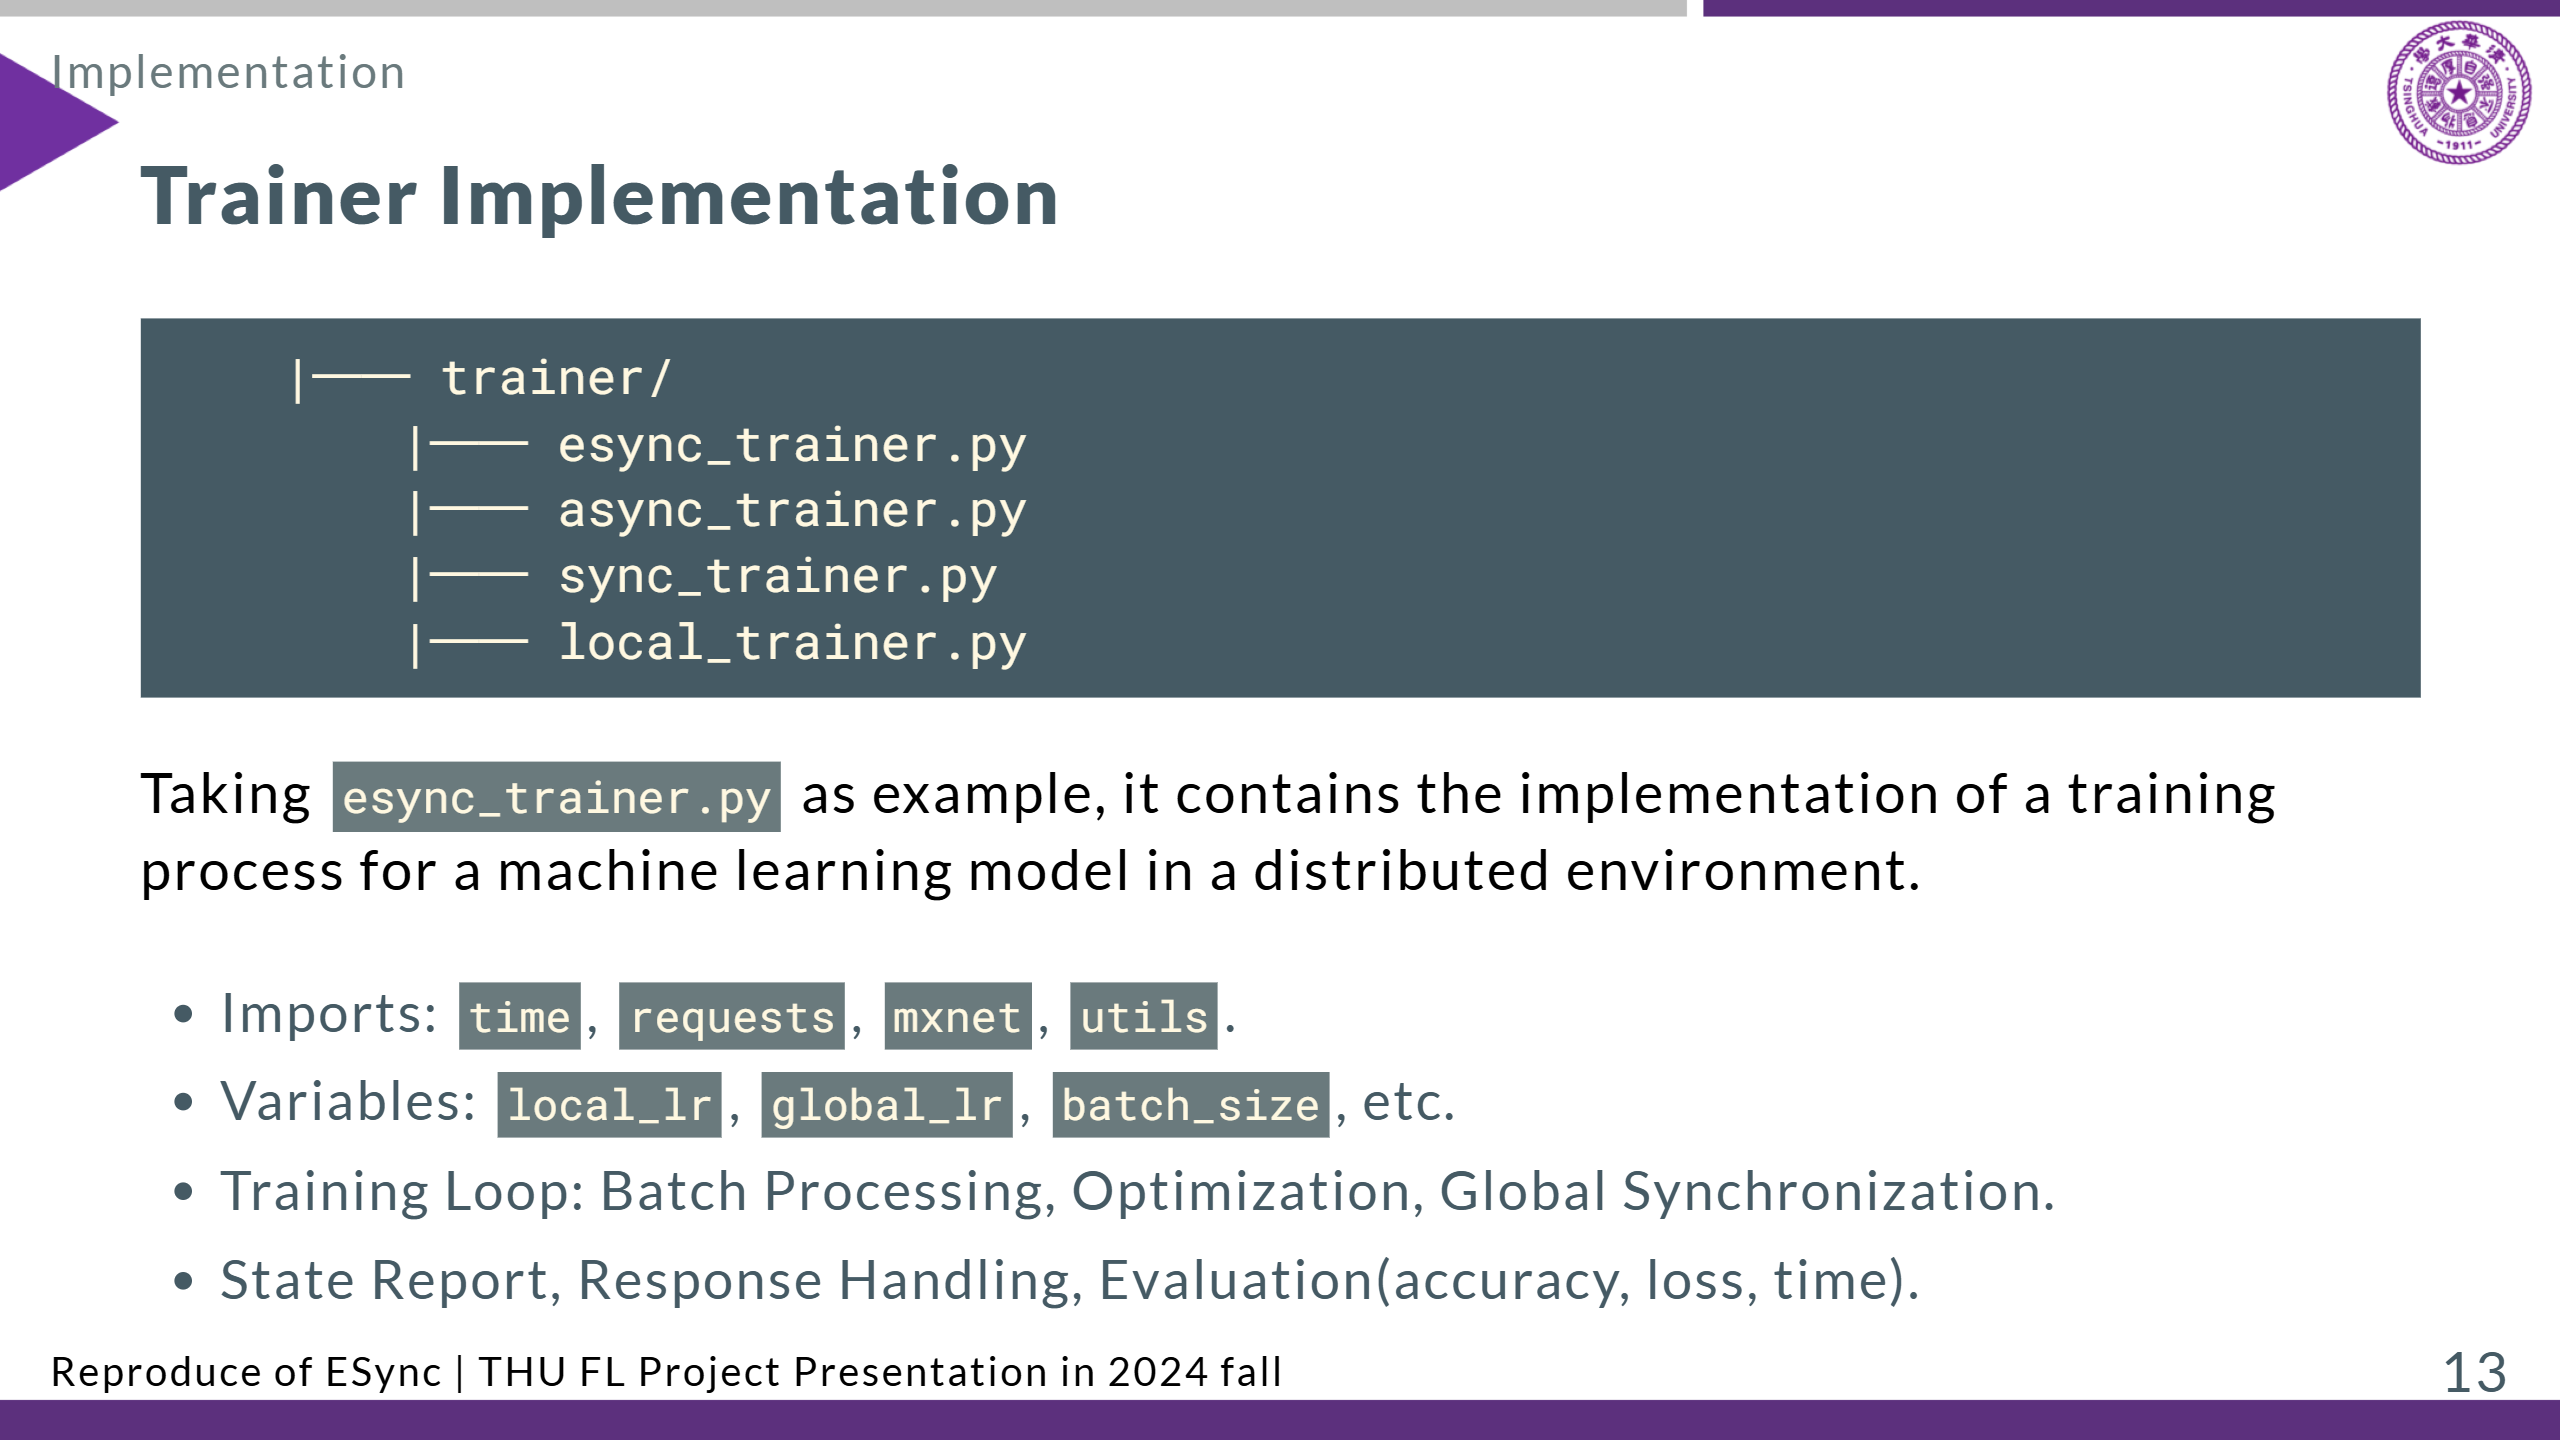 Implementation
Trainer Implementation
|─── trainer/
|─── esync_trainer.py
|─── async_trainer.py
|─── sync_trainer.py
|─── local_trainer.py
Taking esync_trainer.py as example, it contains the implementation of a training
process for a machine learning model in a distributed environment.
• Imports: time, requests, mxnet, utils.
• Variables: local_lr, global_lr, batch_size, etc.
• Training Loop: Batch Processing, Optimization, Global Synchronization.
• State Report, Response Handling, Evaluation(accuracy, loss, time).
Reproduce of ESync | THU FL Project Presentation in 2024 fall
13
TSINGHUA UNIVERSITY
-1911-